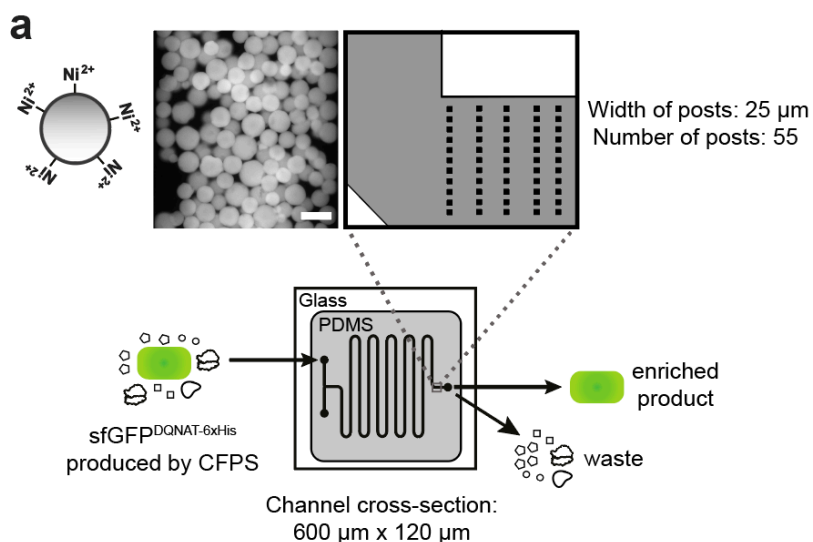 a
Ni2+
Ni2+
Ni2+
Ni2+
Ni2+
Width of posts: 25 µm
Number of posts: 55
Glass
PDMS
sfGFPDQNAT-6xHis
produced by CFPS
enriched
product
waste
Channel cross-section:
600 µm x 120 µm